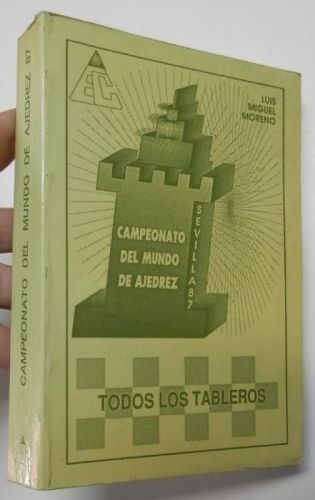 EC
LUIS
MIGUEL
MORENO
CAMPEONATO
DEL MUNDO
DE AJEDREZ
SEVILLA 87
TODOS LOS TABLEROS
CAMPEONATO DEL MUNDO DE AJEDREZ '87